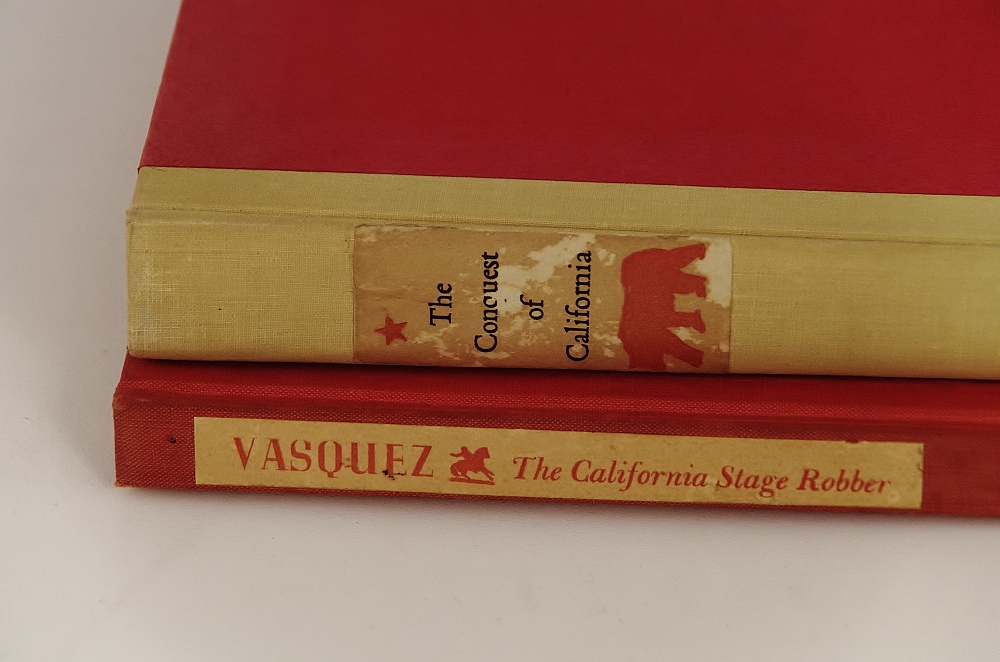 The
Conquest
of
California
VASQUEZ The California Stage Robber